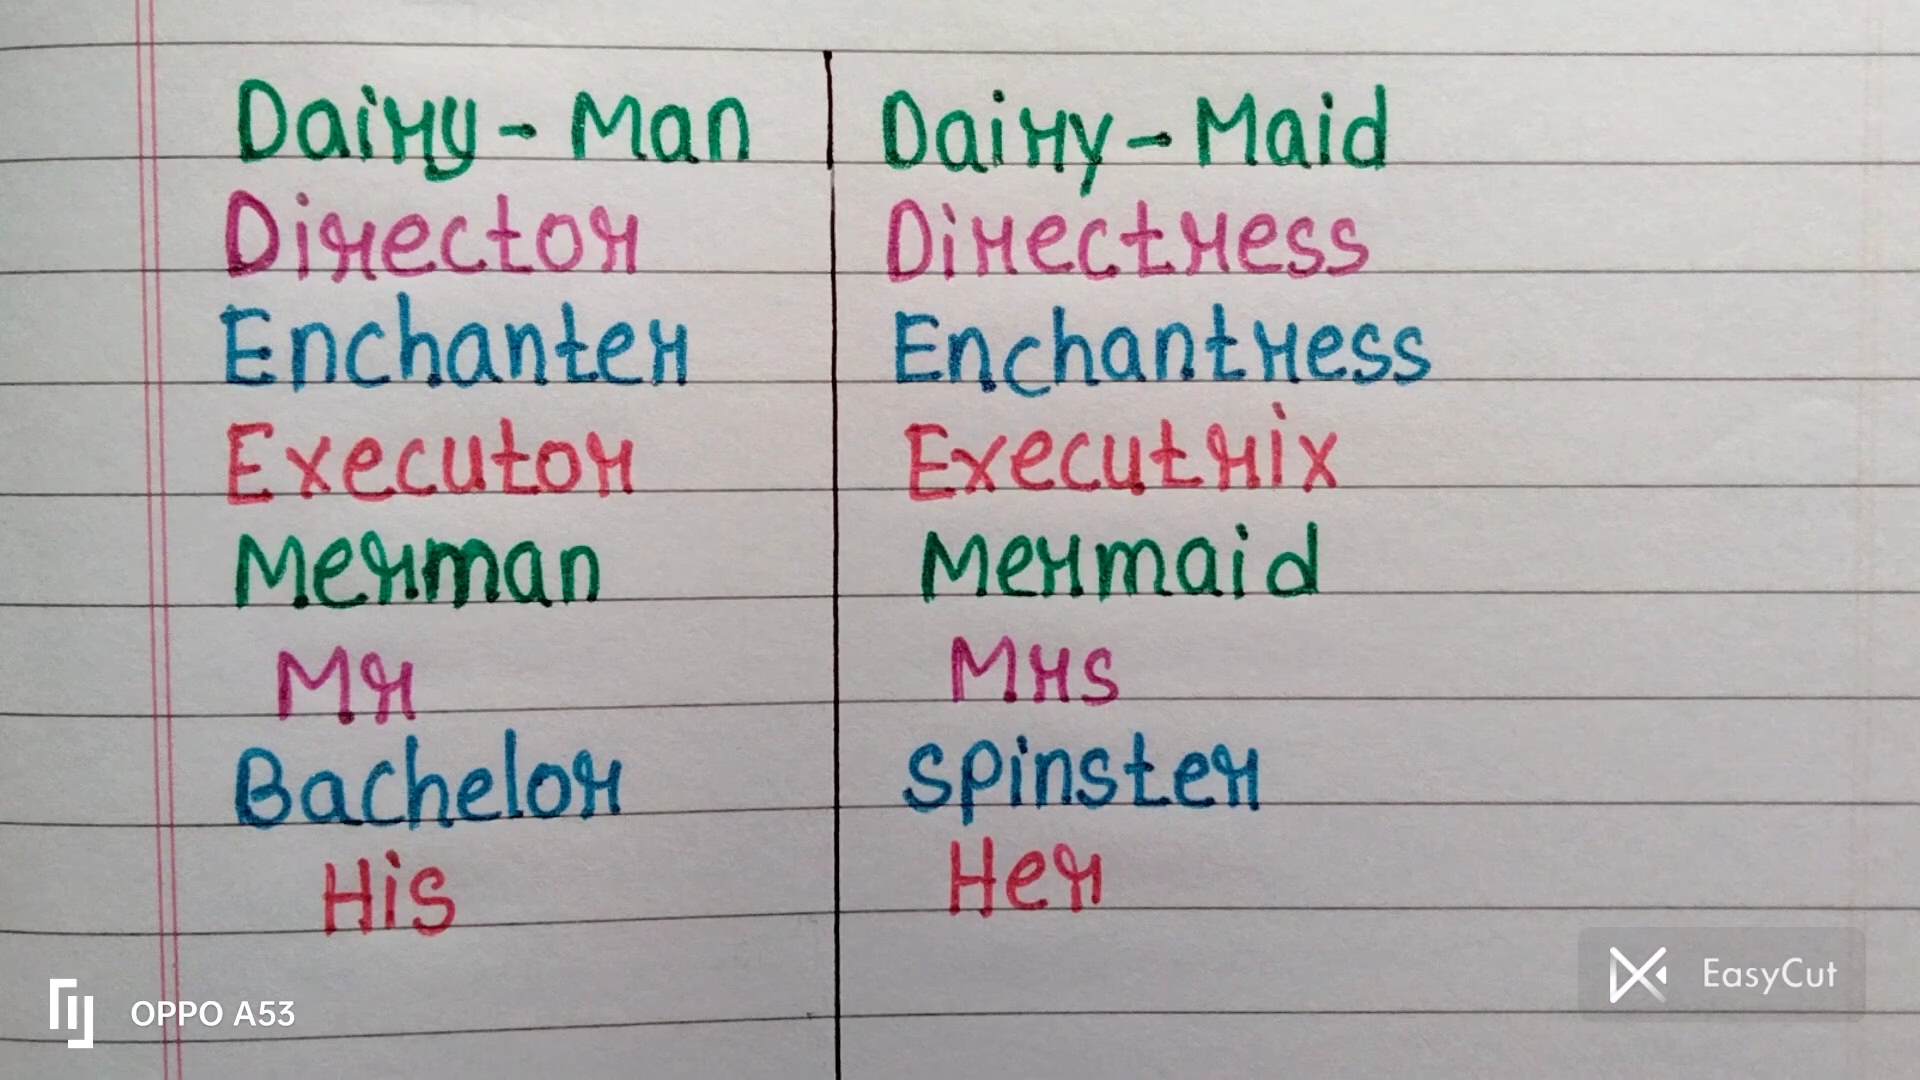 Dairy - Man Dairy - Maid
Director Directress
Enchanter Enchantress
Executor Executrix
Merman Mermaid
Mr Mrs
Bachelor Spinster
His Her
EasyCut
OPPO A53